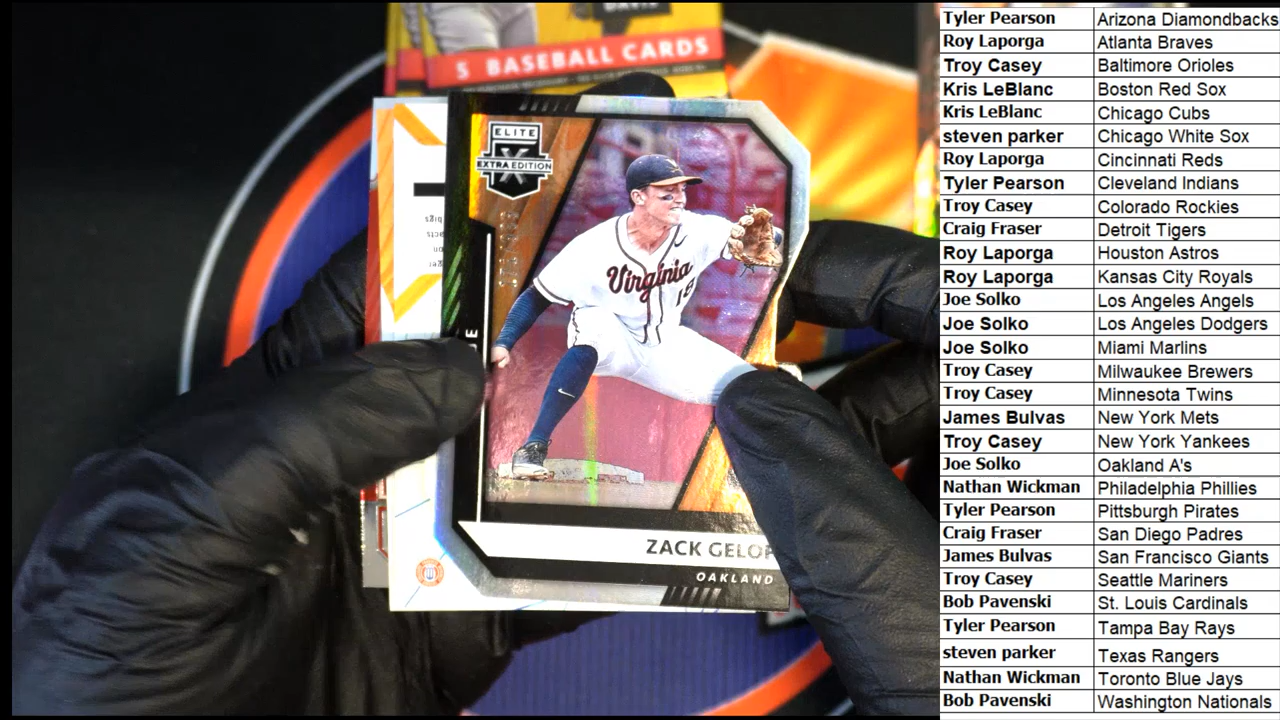 DAVIS
5 BASEBALL CARDS
ELITE
X
EXTRA EDITION
Virginia
18
ZACK GELOF
OAKLAND
Tyler Pearson Arizona Diamondbacks
Roy Laporga Atlanta Braves
Troy Casey Baltimore Orioles
Kris LeBlanc Boston Red Sox
Kris LeBlanc Chicago Cubs
steven parker Chicago White Sox
Roy Laporga Cincinnati Reds
Tyler Pearson Cleveland Indians
Troy Casey Colorado Rockies
Craig Fraser Detroit Tigers
Roy Laporga Houston Astros
Roy Laporga Kansas City Royals
Joe Solko Los Angeles Angels
Joe Solko Los Angeles Dodgers
Joe Solko Miami Marlins
Troy Casey Milwaukee Brewers
Troy Casey Minnesota Twins
James Bulvas New York Mets
Troy Casey New York Yankees
Joe Solko Oakland A's
Nathan Wickman Philadelphia Phillies
Tyler Pearson Pittsburgh Pirates
Craig Fraser San Diego Padres
James Bulvas San Francisco Giants
Troy Casey Seattle Mariners
Bob Pavenski St. Louis Cardinals
Tyler Pearson Tampa Bay Rays
steven parker Texas Rangers
Nathan Wickman Toronto Blue Jays
Bob Pavenski Washington Nationals